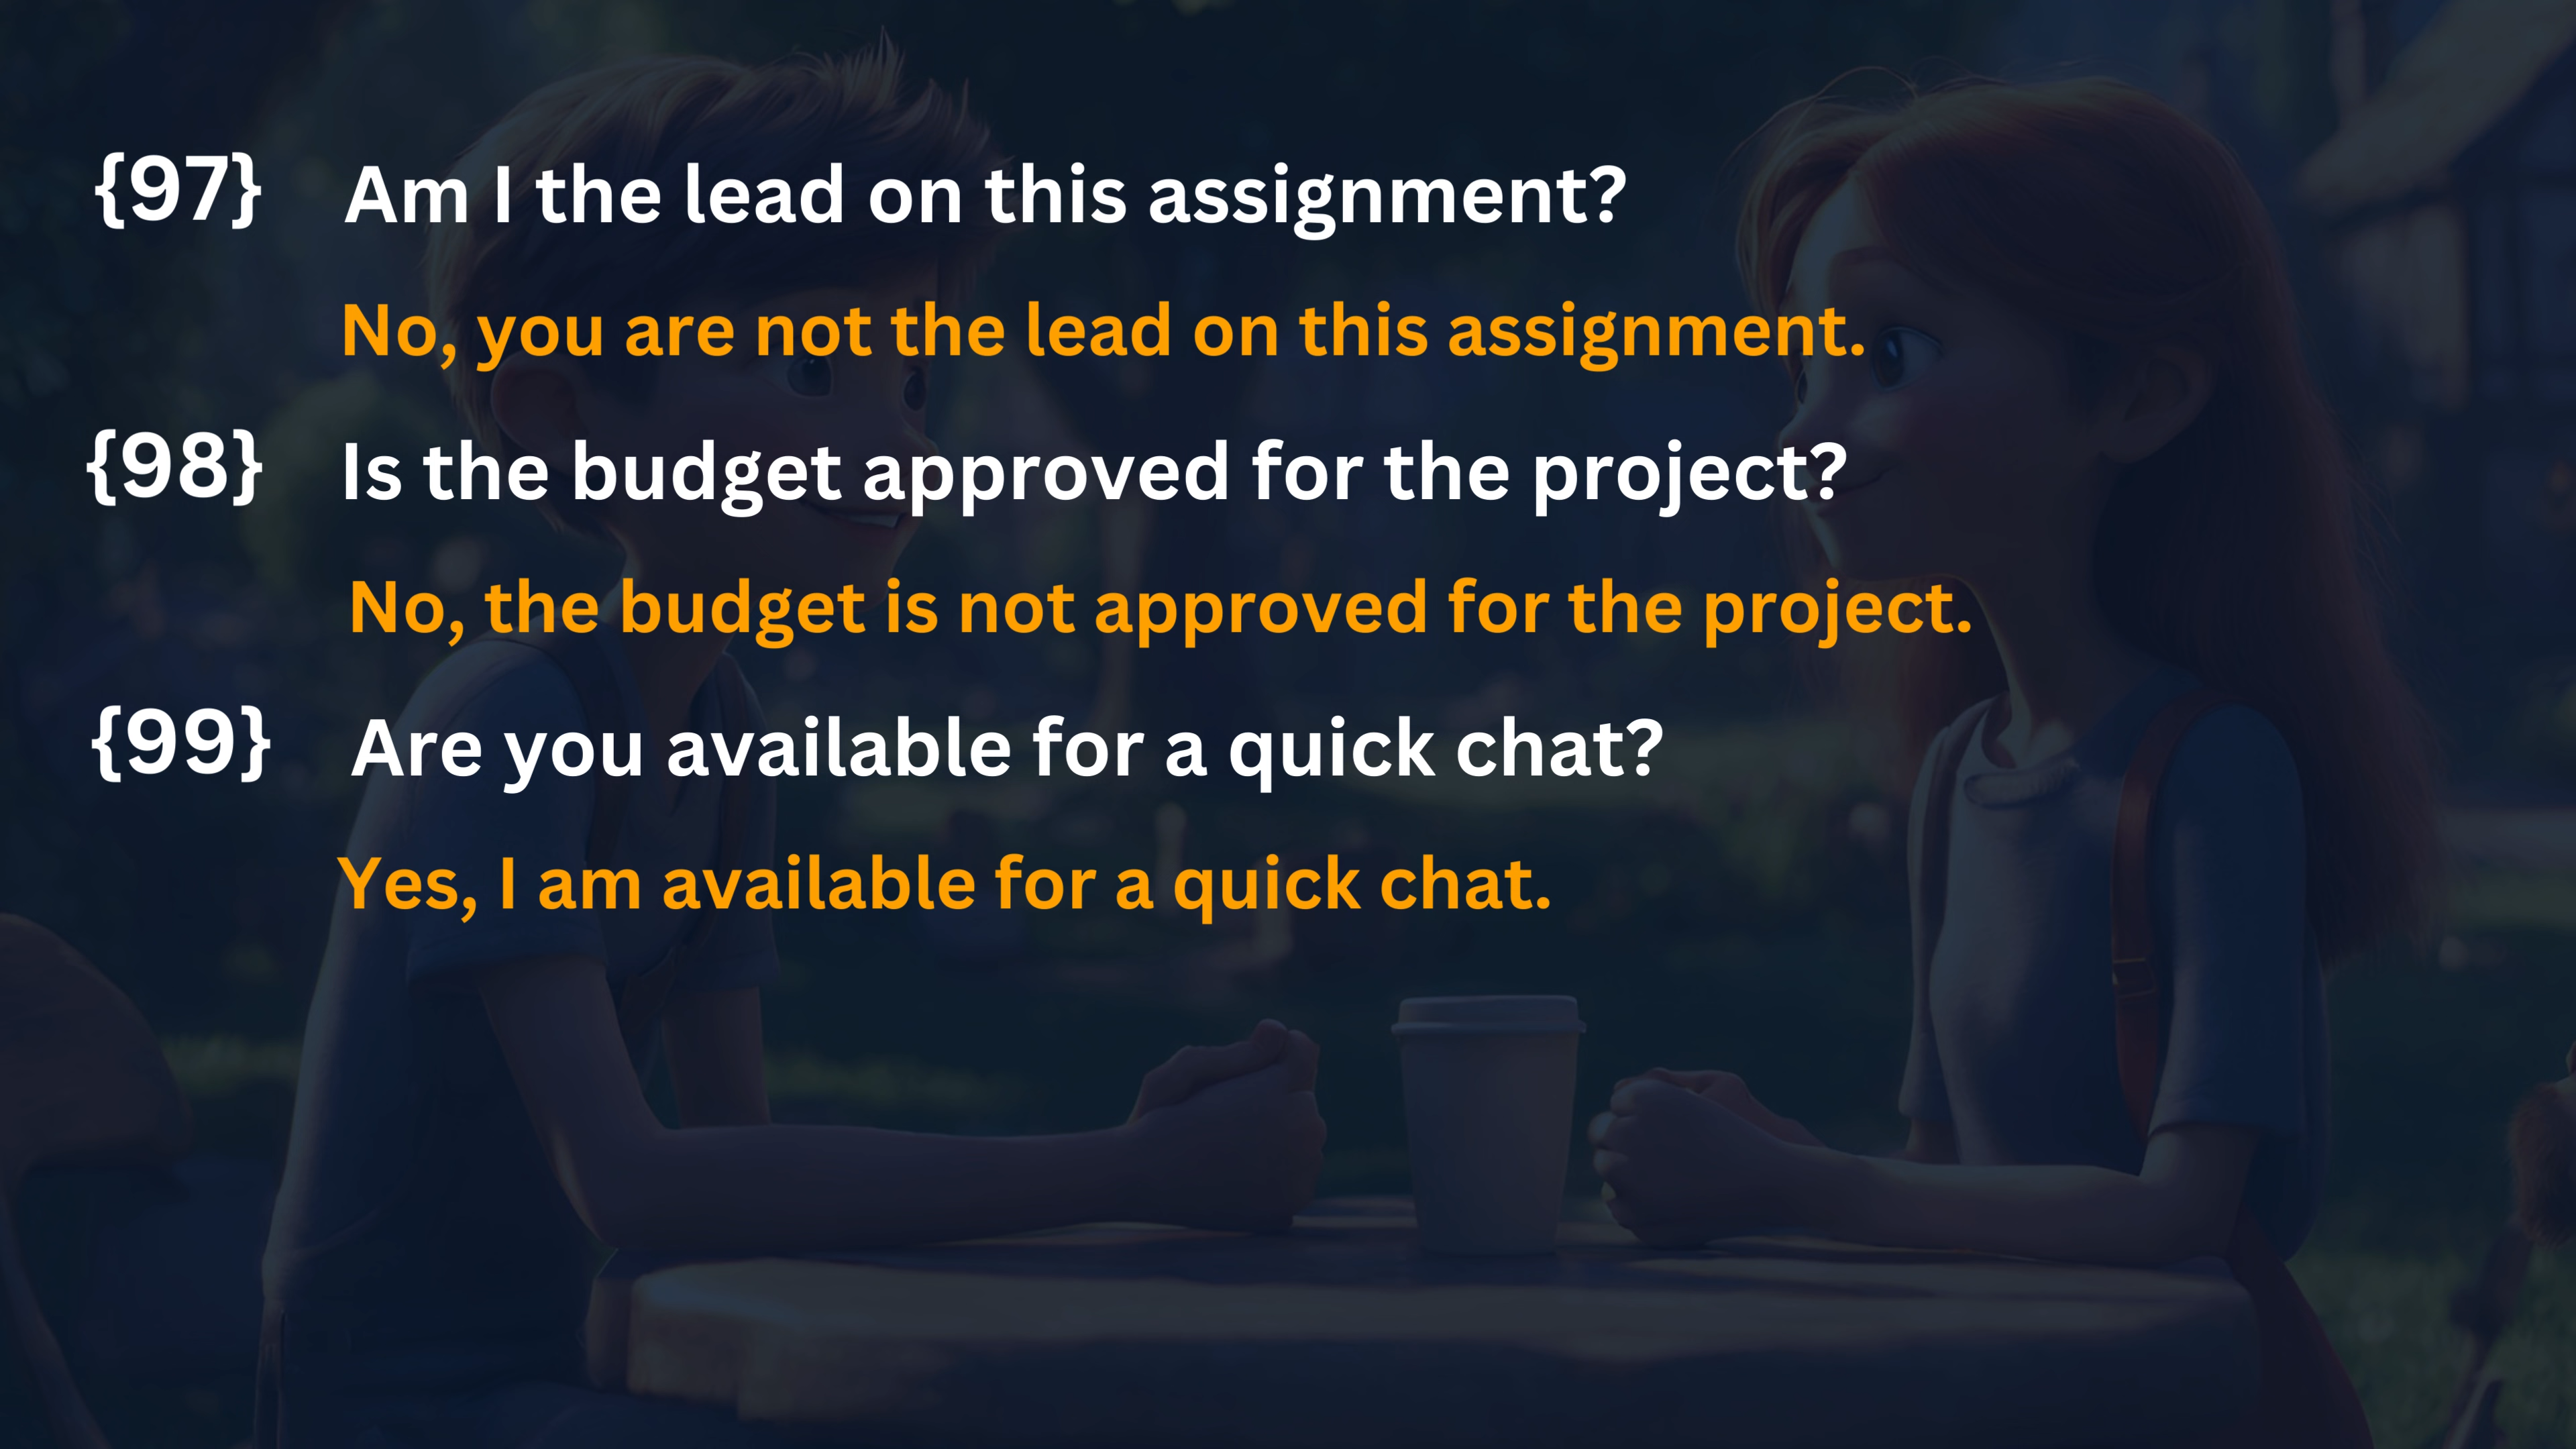 {97} Am I the lead on this assignment?
No, you are not the lead on this assignment.
{98} Is the budget approved for the project?
No, the budget is not approved for the project.
{99} Are you available for a quick chat?
Yes, I am available for a quick chat.